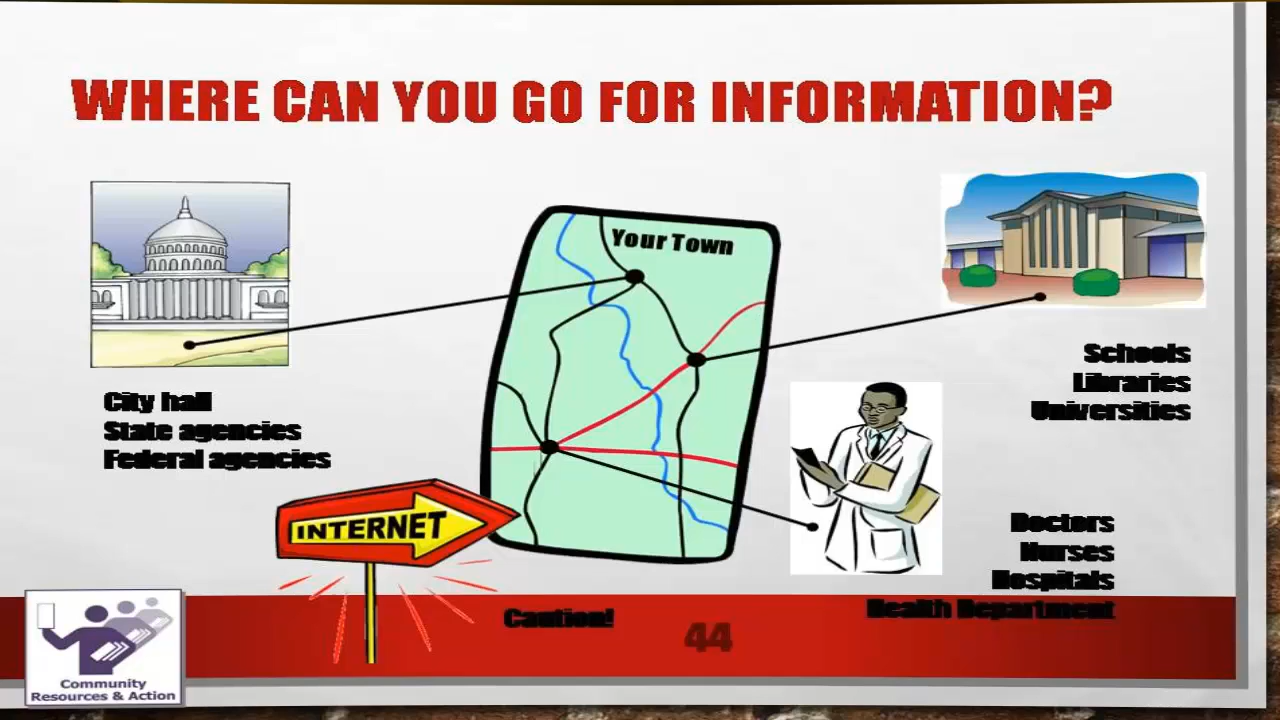 WHERE CAN YOU GO FOR INFORMATION?
Your Town
City hall
State agencies
Federal agencies
Schools
Libraries
Universities
INTERNET
Doctors
Nurses
Hospitals
Health Department
Caution!
44
Community
Resources & Action